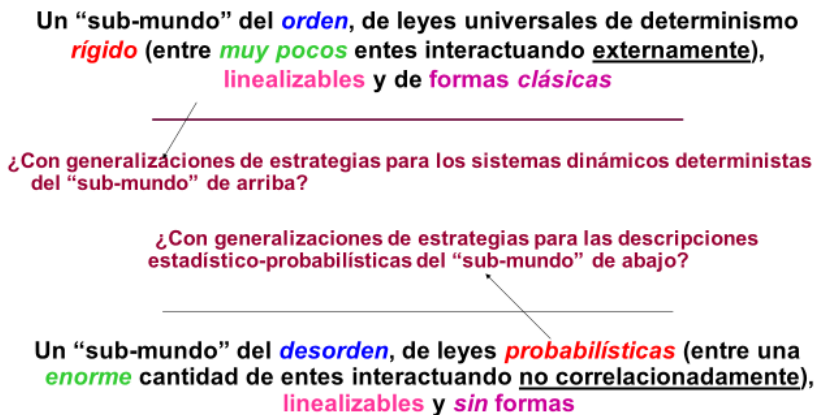 Un “sub-mundo” del orden, de leyes universales de determinismo
rígido (entre muy pocos entes interactuando externamente),
linealizables y de formas clásicas
¿Con generalizaciones de estrategias para los sistemas dinámicos deterministas
del “sub-mundo” de arriba?
¿Con generalizaciones de estrategias para las descripciones
estadístico-probabilísticas del “sub-mundo” de abajo?
Un “sub-mundo” del desorden, de leyes probabilísticas (entre una
enorme cantidad de entes interactuando no correlacionadamente),
linealizables y sin formas